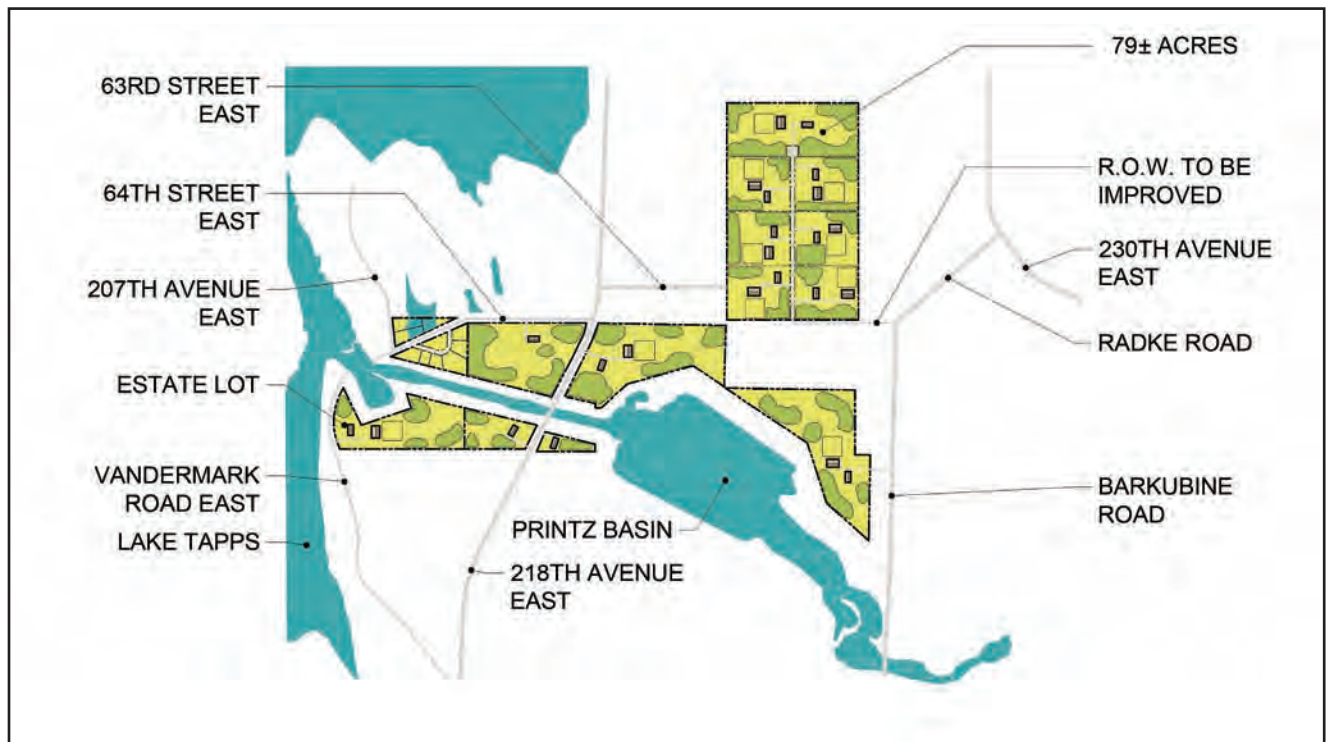 63RD STREET
EAST
64TH STREET
EAST
207TH AVENUE
EAST
ESTATE LOT
VANDERMARK
ROAD EAST
LAKE TAPPS
PRINTZ BASIN
218TH AVENUE
EAST
79± ACRES
R.O.W. TO BE
IMPROVED
230TH AVENUE
EAST
RADKE ROAD
BARKUBINE
ROAD